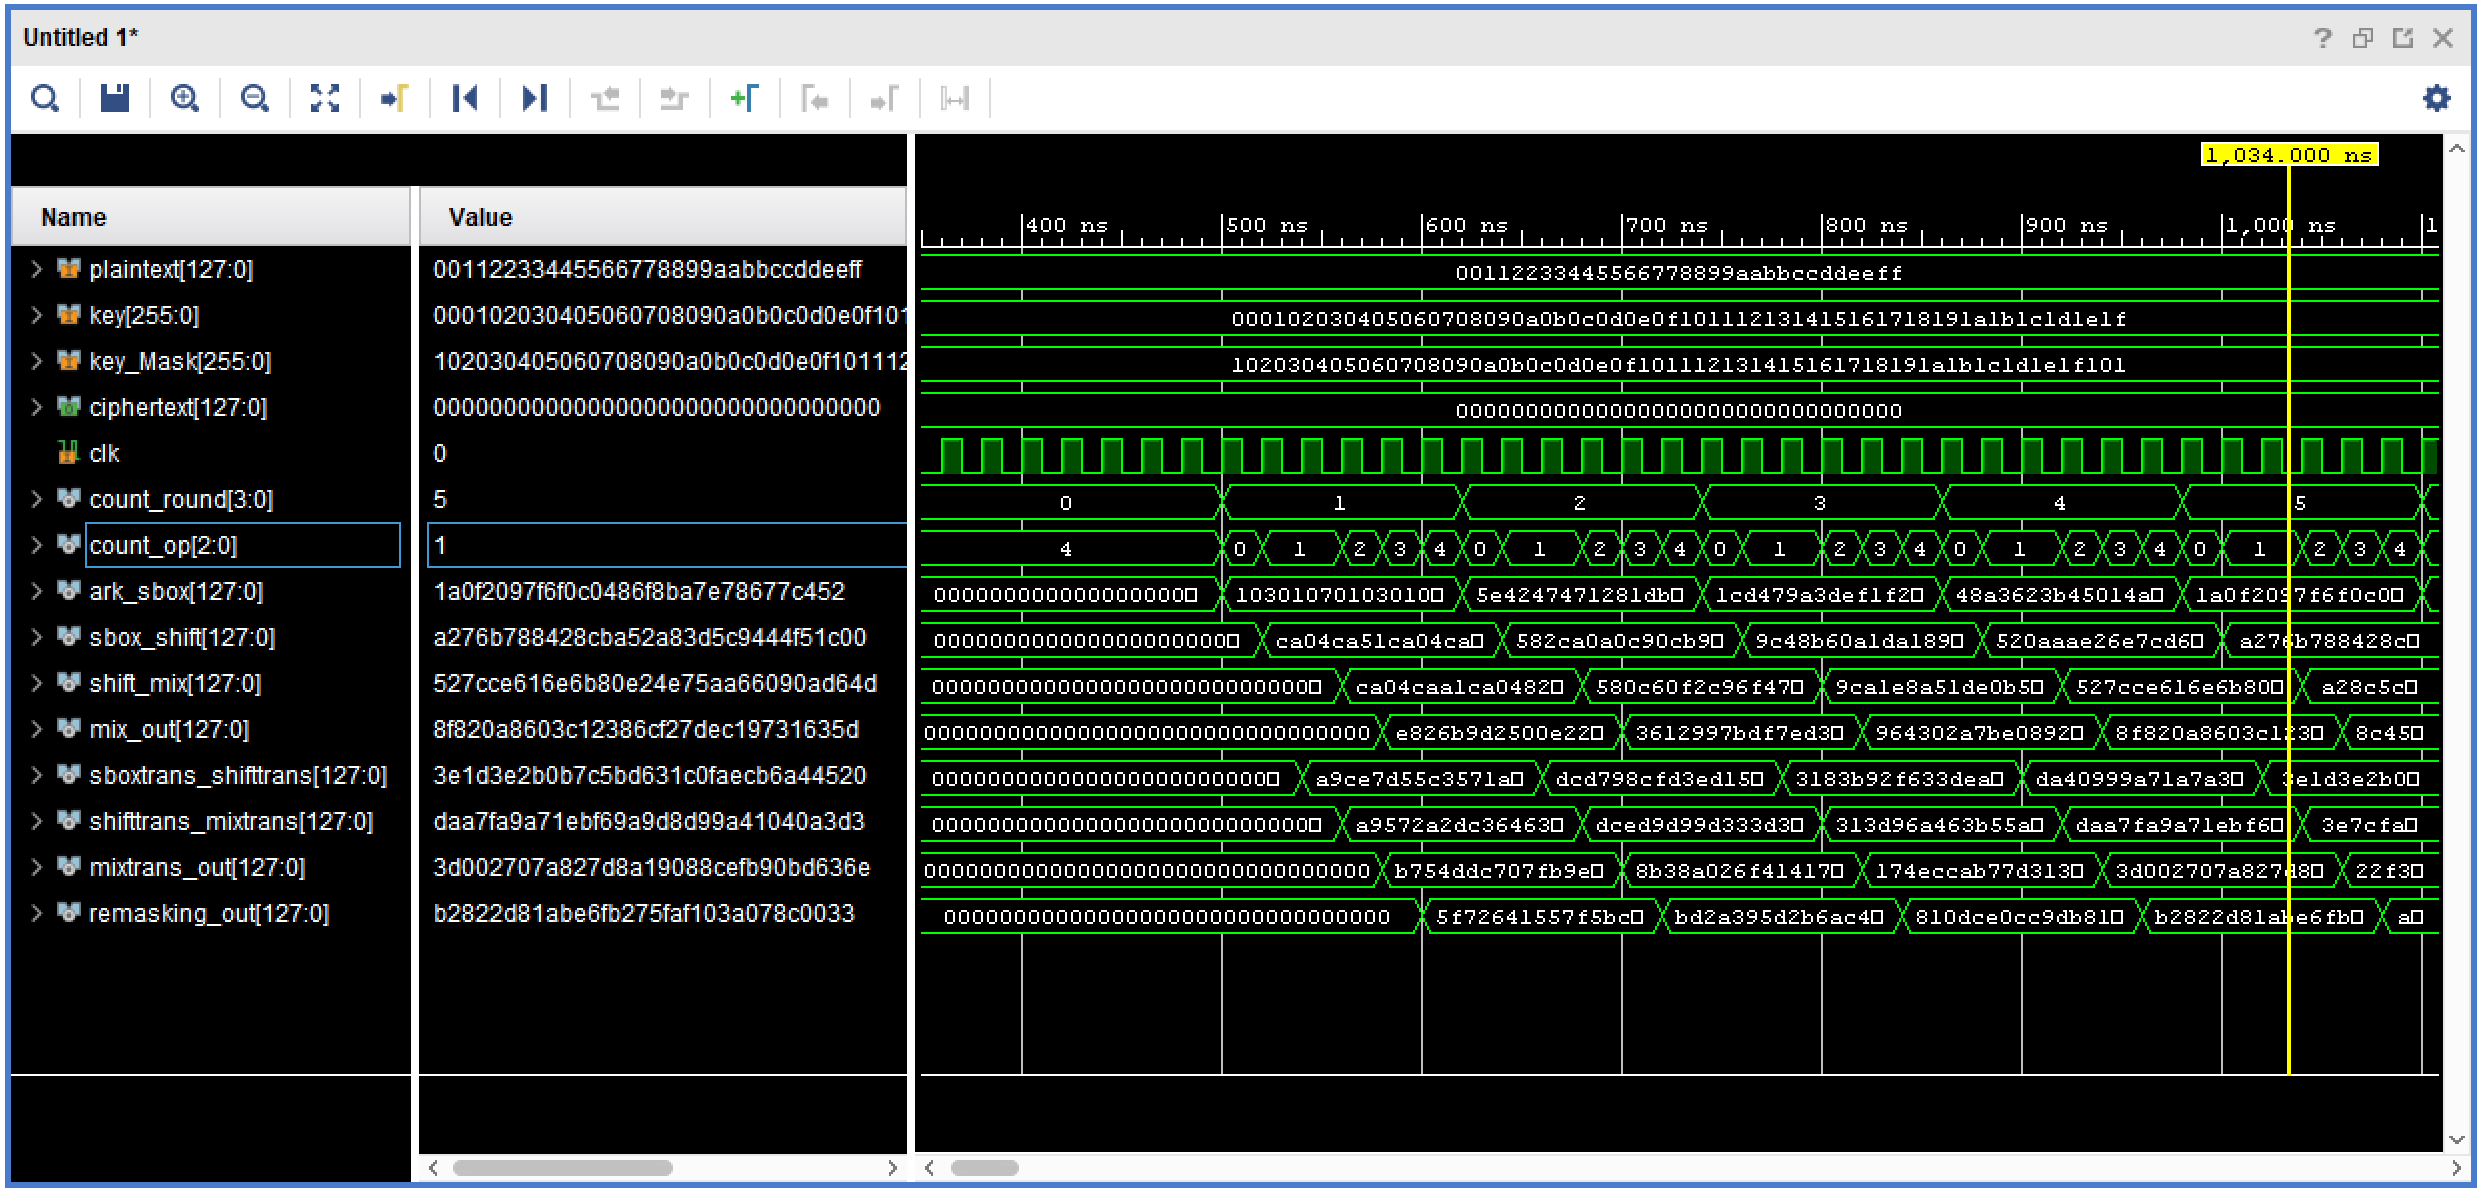 Untitled 1*
1,034.000 ns
Name Value 400 ns 500 ns 600 ns 700 ns 800 ns 900 ns 1,000 ns 1
plaintext[127:0] 00112233445566778899aabbccddeeff 00112233445566778899aabbccddeeff
key[255:0] 000102030405060708090a0b0c0d0e0f101 000102030405060708090a0b0c0d0e0f101112131415161718191a1b1c1d1e1f
key_Mask[255:0] 102030405060708090a0b0c0d0e0f101112 102030405060708090a0b0c0d0e0f101112131415161718191a1b1c1d1e1f101
ciphertext[127:0] 00000000000000000000000000000000 00000000000000000000000000000000
clk 0
count_round[3:0] 5 0 1 2 3 4 5
count_op[2:0] 1 4 0 1 2 3 4 0 1 2 3 4 0 1 2 3 4 0 1 2 3 4 0 1 2 3 4
ark_sbox[127:0] 1a0f2097f6f0c0486f8ba7e78677c452 000000000000000000 103010701030100 5e4247471281db 1cd479a3def1f2 48a3623b45014a 1a0f2097f6f0c0
sbox_shift[127:0] a276b788428cba52a83d5c9444f51c00 000000000000000000000 ca04ca51ca04ca 582ca0a0c90cb9 9c48b60a1da189 520aaae26e7cd6 a276b788428c
shift_mix[127:0] 527cce616e6b80e24e75aa66090ad64d 000000000000000000000000000 ca04caa1ca0482 580c60f2c96f47 9ca1e8a51de0b5 527cce616e6b80 a28c5c
mix_out[127:0] 8f820a8603c12386cf27dec19731635d 00000000000000000000000000000000 e826b9d2500e22 3612997bdf7ed3 964302a7be0892 8f820a8603c123 8c45
sboxtrans_shifttrans[127:0] 3e1d3e2b0b7c5bd631c0faecb6a44520 000000000000000000000000 a9ce7d55c3571a dcd798cfd3ed15 3183b92f633dea da40999a71a7a3 3e1d3e2b0
shifttrans_mixtrans[127:0] daa7fa9a71ebf69a9d8d99a41040a3d3 000000000000000000000000000 a9572a2dc36463 dced9d99d333d3 313d96a463b55a daa7fa9a71ebf6 3e7cfa
mixtrans_out[127:0] 3d002707a827d8a19088cefb90bd636e 00000000000000000000000000000000 b754ddc707fb9e 8b38a026f41417 174eccab77d313 3d002707a827d8 22f3
remasking_out[127:0] b2822d81abe6fb275faf103a078c0033 00000000000000000000000000000000 5f72641557f5bc bd2a395d2b6ac4 810dce0cc9db81 b2822d81abe6fb a